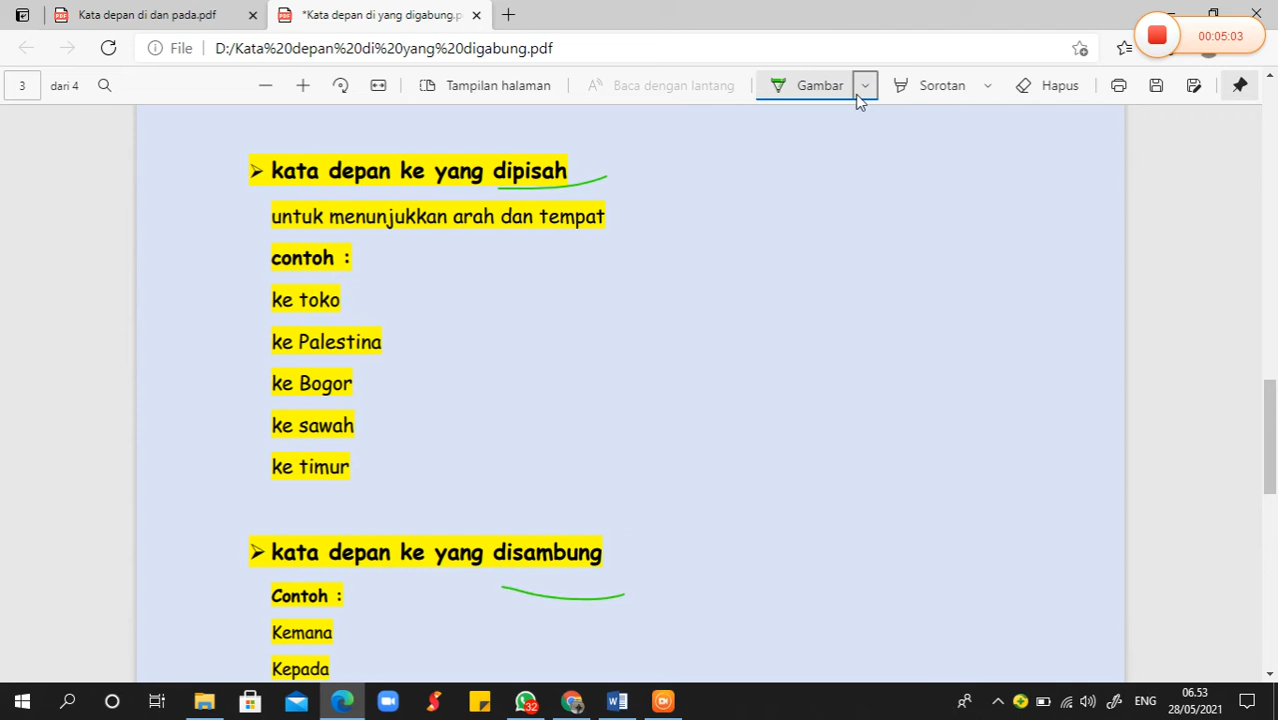 Kata depan di dan pada.pdf
*Kata depan di yang digabung.p
00:05:03
File
D:/Kata%20depan%20di%20yang%20digabung.pdf
3 dari 4
Tampilan halaman
Baca dengan lantang
Gambar
Sorotan
Hapus
kata depan ke yang dipisah
untuk menunjukkan arah dan tempat
contoh :
ke toko
ke Palestina
ke Bogor
ke sawah
ke timur
kata depan ke yang disambung
Contoh :
Kemana
Kepada
32
ENG
06.53
28/05/2021